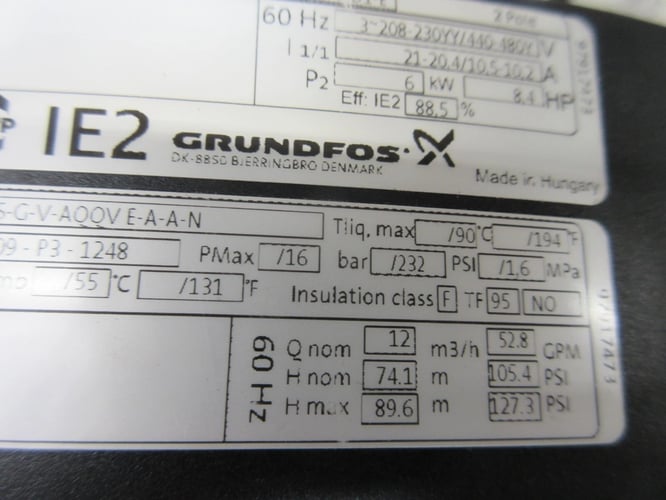 2 Pole
60 Hz 3~208-230YY/440-480Y V
I 1/1 21-20,4/10,5-10,2 A
P2 6 kW 8.4 HP
Eff: IE2 88,5 %
97017473
IE2 GRUNDFOS
DK-8850 BJERRINGBRO DENMARK
Made in Hungary
S-G-V-AQQV E-A-A-N Tliq. max /90 °C /194 °F
09 - P3 - 1248 PMax /16 bar /232 PSI /1,6 MPa
/55 °C /131 °F Insulation class F TF 95 NO
97017473
60 Hz
Q nom 12 m3/h 52.8 GPM
H nom 74.1 m 105.4 PSI
H max 89.6 m 127.3 PSI